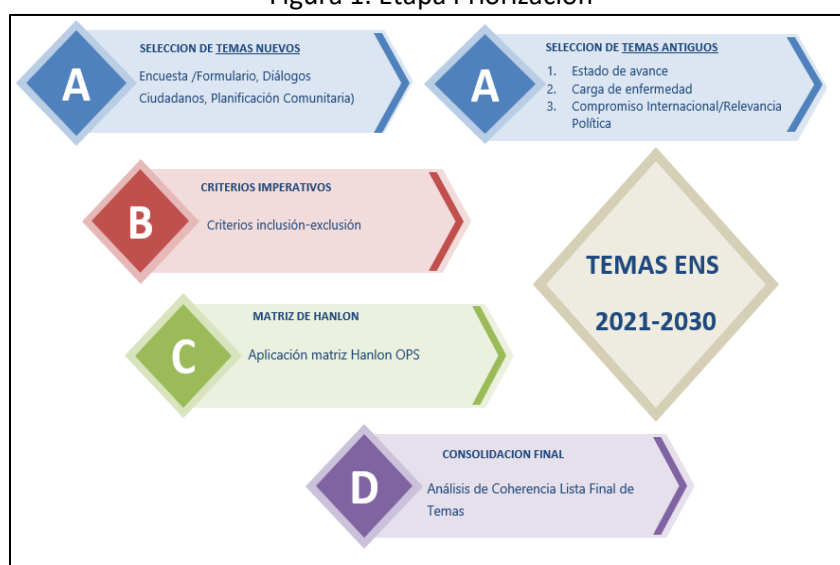 Figura 1: Etapa Priorización
A
SELECCION DE TEMAS NUEVOS
Encuesta /Formulario, Diálogos
Ciudadanos, Planificación Comunitaria)
A
SELECCION DE TEMAS ANTIGUOS
1. Estado de avance
2. Carga de enfermedad
3. Compromiso Internacional/Relevancia
Política
B
CRITERIOS IMPERATIVOS
Criterios inclusión-exclusión
TEMAS ENS
2021-2030
C
MATRIZ DE HANLON
Aplicación matriz Hanlon OPS
D
CONSOLIDACION FINAL
Análisis de Coherencia Lista Final de
Temas